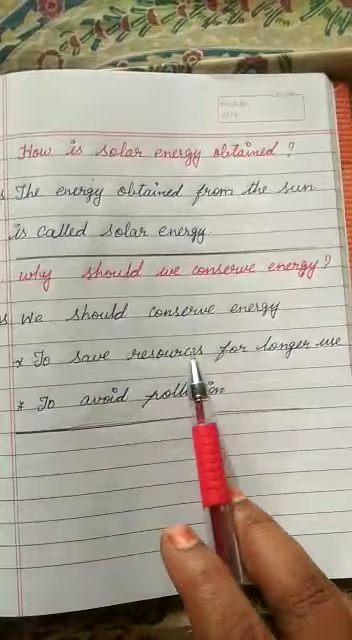 How is solar energy obtained?
The energy obtained from the sun
is called solar energy.
why should we conserve energy?
we should conserve energy
* To save resources for longer use
* To avoid pollution